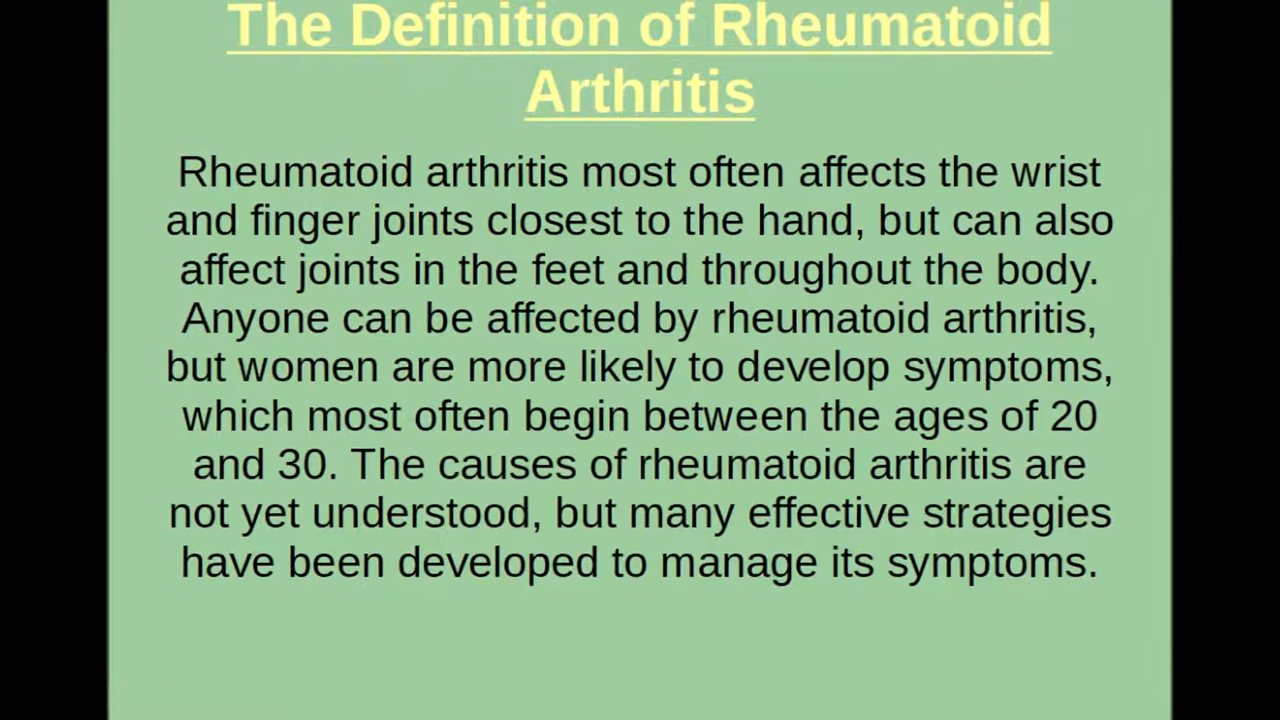 The Definition of Rheumatoid
Arthritis
Rheumatoid arthritis most often affects the wrist
and finger joints closest to the hand, but can also
affect joints in the feet and throughout the body.
Anyone can be affected by rheumatoid arthritis,
but women are more likely to develop symptoms,
which most often begin between the ages of 20
and 30. The causes of rheumatoid arthritis are
not yet understood, but many effective strategies
have been developed to manage its symptoms.